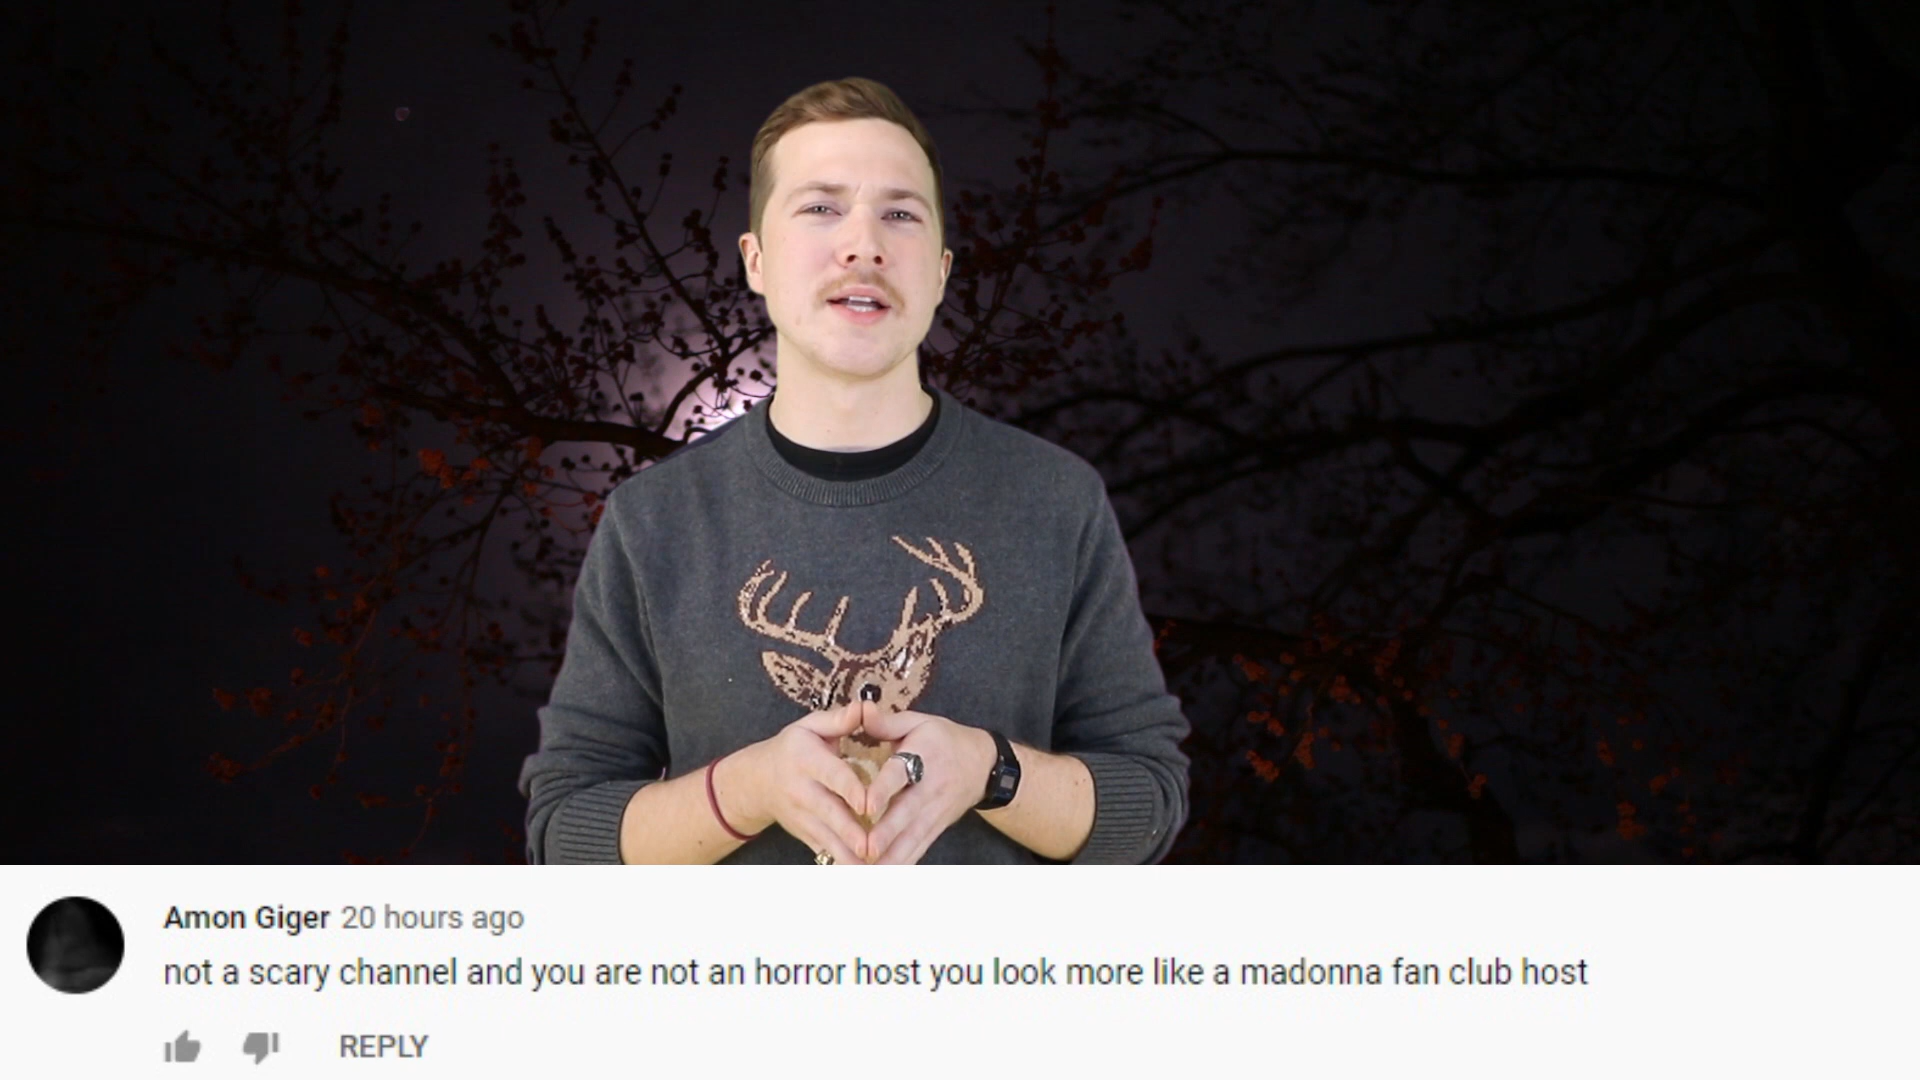 Amon Giger 20 hours ago
not a scary channel and you are not an horror host you look more like a madonna fan club host
REPLY